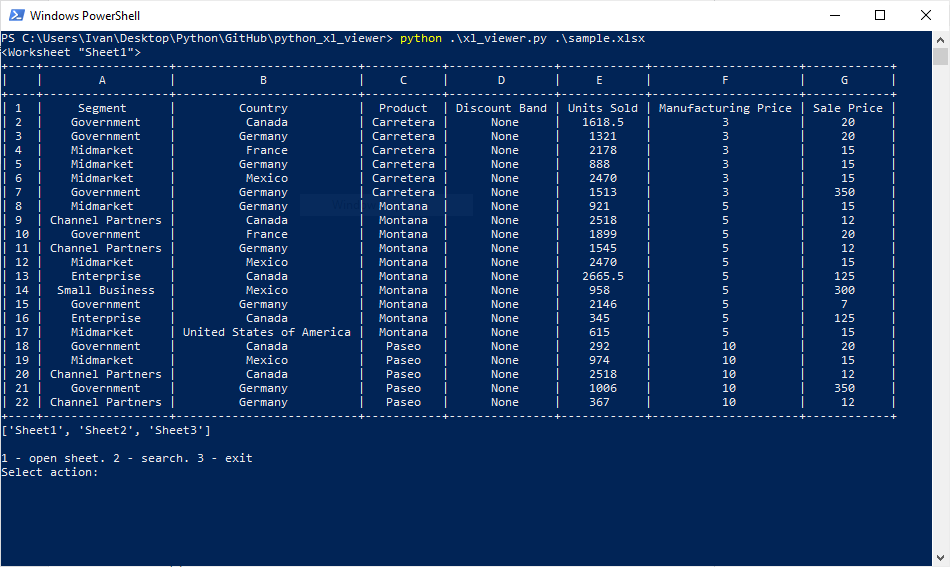 Windows PowerShell
PS C:\Users\Ivan\Desktop\Python\GitHub\python_xl_viewer> python .\xl_viewer.py .\sample.xlsx
<Worksheet "Sheet1">
+----+------------------+--------------------------+-----------+---------------+------------+---------------------+------------+
|    |        A         |            B             |     C     |       D       |     E      |          F          |     G      |
+----+------------------+--------------------------+-----------+---------------+------------+---------------------+------------+
| 1  |     Segment      |         Country          |  Product  | Discount Band | Units Sold | Manufacturing Price | Sale Price |
| 2  |    Government    |          Canada          | Carretera |     None      |   1618.5   |          3          |     20     |
| 3  |    Government    |         Germany          | Carretera |     None      |    1321    |          3          |     20     |
| 4  |    Midmarket     |          France          | Carretera |     None      |    2178    |          3          |     15     |
| 5  |    Midmarket     |         Germany          | Carretera |     None      |    888     |          3          |     15     |
| 6  |    Midmarket     |          Mexico          | Carretera |     None      |    2470    |          3          |     15     |
| 7  |    Government    |         Germany          | Carretera |     None      |    1513    |          3          |    350     |
| 8  |    Midmarket     |         Germany          |  Montana  |     None      |    921     |          5          |     15     |
| 9  | Channel Partners |          Canada          |  Montana  |     None      |    2518    |          5          |     12     |
| 10 |    Government    |          France          |  Montana  |     None      |    1899    |          5          |     20     |
| 11 | Channel Partners |         Germany          |  Montana  |     None      |    1545    |          5          |     12     |
| 12 |    Midmarket     |          Mexico          |  Montana  |     None      |    2470    |          5          |     15     |
| 13 |    Enterprise    |          Canada          |  Montana  |     None      |   2665.5   |          5          |    125     |
| 14 |  Small Business  |          Mexico          |  Montana  |     None      |    958     |          5          |    300     |
| 15 |    Government    |         Germany          |  Montana  |     None      |    2146    |          5          |     7      |
| 16 |    Enterprise    |          Canada          |  Montana  |     None      |    345     |          5          |    125     |
| 17 |    Midmarket     | United States of America |  Montana  |     None      |    615     |          5          |     15     |
| 18 |    Government    |          Canada          |   Paseo   |     None      |    292     |         10          |     20     |
| 19 |    Midmarket     |          Mexico          |   Paseo   |     None      |    974     |         10          |     15     |
| 20 | Channel Partners |          Canada          |   Paseo   |     None      |    2518    |         10          |     12     |
| 21 |    Government    |         Germany          |   Paseo   |     None      |    1006    |         10          |    350     |
| 22 | Channel Partners |         Germany          |   Paseo   |     None      |    367     |         10          |     12     |
+----+------------------+--------------------------+-----------+---------------+------------+---------------------+------------+
['Sheet1', 'Sheet2', 'Sheet3']
1 - open sheet. 2 - search. 3 - exit
Select action: